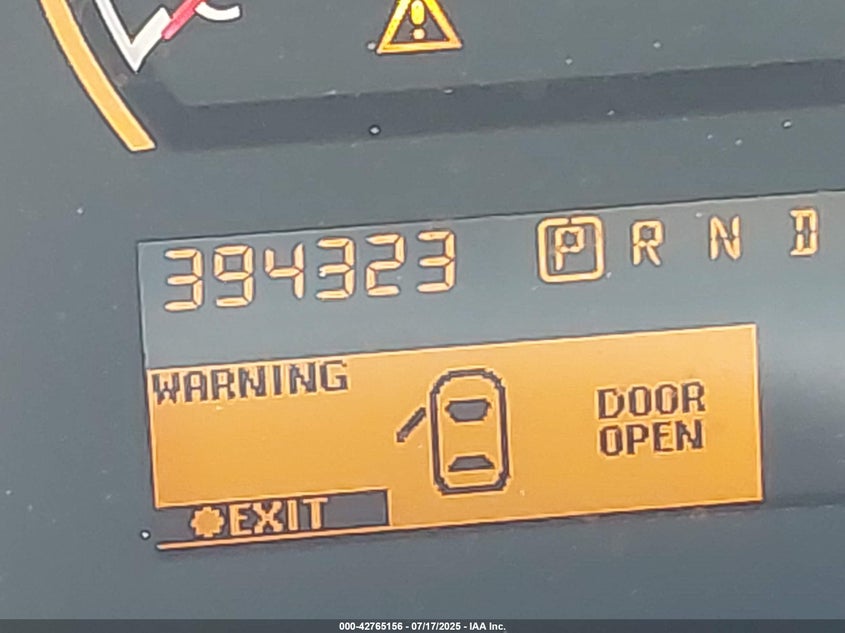 394323 P R N D
WARNING
DOOR
OPEN
EXIT
000-42765156 - 07/17/2025 - IAA Inc.